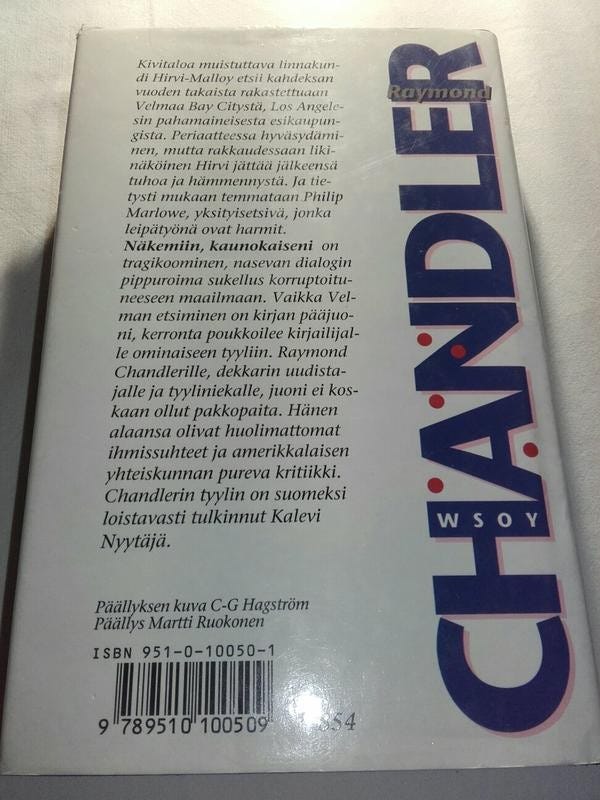 Kivitaloa muistuttava linnakun-
di Hirvi-Malloy etsii kahdeksan
vuoden takaista rakastettuaan
Velmaa Bay Citystä, Los Angele-
sin pahamaineisesta esikaupun-
gista. Periaatteessa hyväsydämi-
nen, mutta rakkaudessaan liki-
näköinen Hirvi jättää jälkeensä
tuhoa ja hämmennystä. Ja tie-
tysti mukaan temmataan Philip
Marlowe, yksityisetsivä, jonka
leipätyönä ovat harmit.
Näkemiin, kaunokaiseni on
tragikoominen, nasevan dialogin
pippuroima sukellus korruptoitu-
neeseen maailmaan. Vaikka Vel-
man etsiminen on kirjan pääjuo-
ni, kerronta poukkoilee kirjailijal-
le ominaiseen tyyliin. Raymond
Chandlerille, dekkarin uudista-
jalle ja tyyliniekalle, juoni ei kos-
kaan ollut pakkopaita. Hänen
alaansa olivat huolimattomat
ihmissuhteet ja amerikkalaisen
yhteiskunnan pureva kritiikki.
Chandlerin tyylin on suomeksi
loistavasti tulkinnut Kalevi
Nyytäjä.
Päällyksen kuva C-G Hagström
Päällys Martti Ruokonen
ISBN 951-0-10050-1
9 789510 100509
Raymond
CHANDLER
WSOY